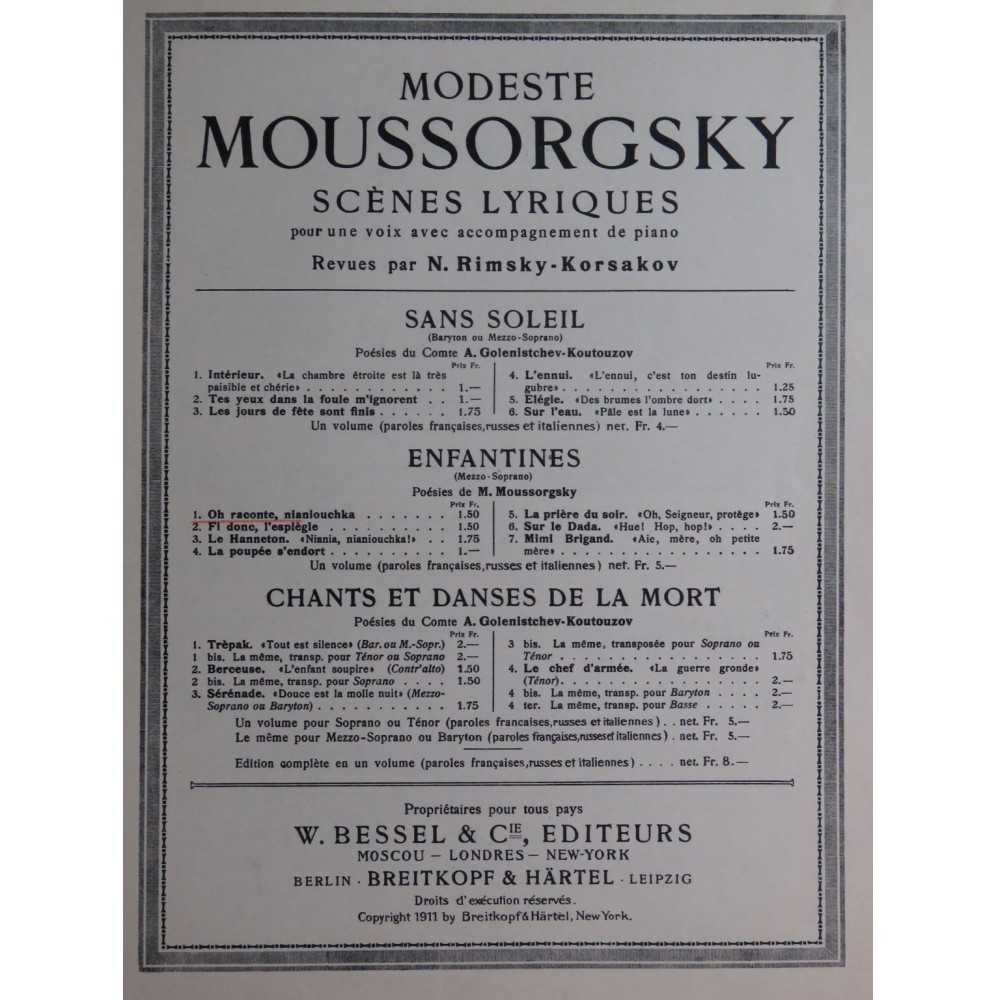 MODESTE
MOUSSORGSKY
SCÈNES LYRIQUES
pour une voix avec accompagnement de piano
Revues par N. Rimsky-Korsakov
SANS SOLEIL
(Baryton ou Mezzo-Soprano)
Poésies du Comte A. Golenistchev-Koutouzov
Prix Fr.
1. Intérieur. «La chambre étroite est là très
paisible et chérie» . . . . . . . . . . . . 1.—
2. Tes yeux dans la foule m'ignorent . . 1.—
3. Les jours de fête sont finis . . . . . . 1.75
Prix Fr.
4. L'ennui. «L'ennui, c'est ton destin lu-
gubre» . . . . . . . . . . . . . . . . . 1.25
5. Elégie. «Des brumes l'ombre dort» . . . . 1.75
6. Sur l'eau. «Pâle est la lune» . . . . . . 1.50
Un volume (paroles françaises, russes et italiennes) net. Fr. 4.—
ENFANTINES
(Mezzo-Soprano)
Poésies de M. Moussorgsky
Prix Fr.
1. Oh raconte, nianiouchka . . . . . . . 1.50
2. Fi donc, l'espiègle . . . . . . . . . . 1.50
3. Le Hanneton. «Niania, nianiouchka!» . . 1.75
4. La poupée s'endort . . . . . . . . . . 1.—
Prix Fr.
5. La prière du soir. «Oh, Seigneur, protège» 1.50
6. Sur le Dada. «Hue! Hop, hop!» . . . . 2.—
7. Mimi Brigand. «Aie, mère, oh petite
mère» . . . . . . . . . . . . . . . . . 1.75
Un volume (paroles françaises, russes et italiennes) net. Fr. 5.—
CHANTS ET DANSES DE LA MORT
Poésies du Comte A. Golenistchev-Koutouzov
Prix Fr.
1. Trèpak. «Tout est silence» (Bar. ou M.-Sopr.) 2.—
1 bis. La même, transp. pour Ténor ou Soprano 2.—
2. Berceuse. «L'enfant soupire» (Contr'alto) 1.50
2 bis. La même, transp. pour Soprano . . . . 1.50
3. Sérénade. «Douce est la molle nuit» (Mezzo-
Soprano ou Baryton) . . . . . . . . . . . 1.75
Prix Fr.
3 bis. La même, transposée pour Soprano ou
Ténor . . . . . . . . . . . . . . . . . 1.75
4. Le chef d'armée. «La guerre gronde»
(Ténor) . . . . . . . . . . . . . . . . . 2.—
4 bis. La même, transp. pour Baryton . . . . 2.—
4 ter. La même, transp. pour Basse . . . . . 2.—
Un volume pour Soprano ou Ténor (paroles francaises, russes et italiennes) . . net. Fr. 5.—
Le même pour Mezzo-Soprano ou Baryton (paroles françaises, russes et italiennes) . net. Fr. 5.—
Edition complète en un volume (paroles françaises, russes et italiennes) . . . . net. Fr. 8.—
Propriétaires pour tous pays
W. BESSEL & CIE, EDITEURS
MOSCOU — LONDRES — NEW-YORK
BERLIN · BREITKOPF & HÄRTEL · LEIPZIG
Droits d'exécution réservés.
Copyright 1911 by Breitkopf & Härtel, New York.